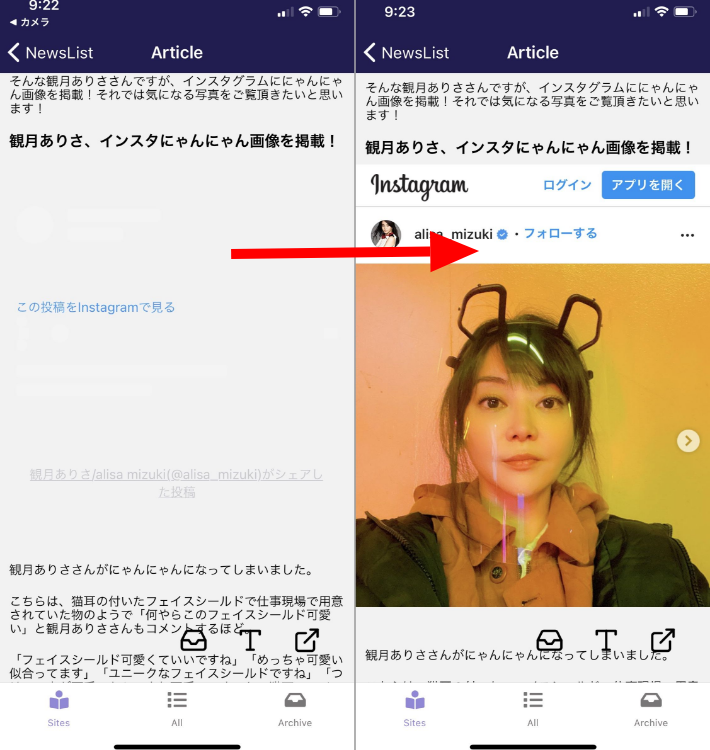 9:22
◀ カメラ
NewsList
Article
そんな観月ありささんですが、インスタグラムににゃんにゃ
ん画像を掲載！それでは気になる写真をご覧頂きたいと思い
ます！
観月ありさ、インスタにゃんにゃん画像を掲載！
この投稿をInstagramで見る
観月ありさ/alisa mizuki(@alisa_mizuki)がシェアし
た投稿
観月ありささんがにゃんにゃんになってしまいました。
こちらは、猫耳の付いたフェイスシールドで仕事現場で用意
されていた物のようで「何やらこのフェイスシールド可愛
い」と観月ありささんもコメントするほど。
「フェイスシールド可愛くていいですね」「めっちゃ可愛い
似合ってます」「ユニークなフェイスシールドですね」「つ
Sites
All
Archive
9:23
NewsList
Article
そんな観月ありささんですが、インスタグラムににゃんにゃ
ん画像を掲載！それでは気になる写真をご覧頂きたいと思い
ます！
観月ありさ、インスタにゃんにゃん画像を掲載！
Instagram
ログイン
アプリを開く
alisa_mizuki
・フォローする
観月ありささんがにゃんにゃんになってしまいました。
Sites
All
Archive